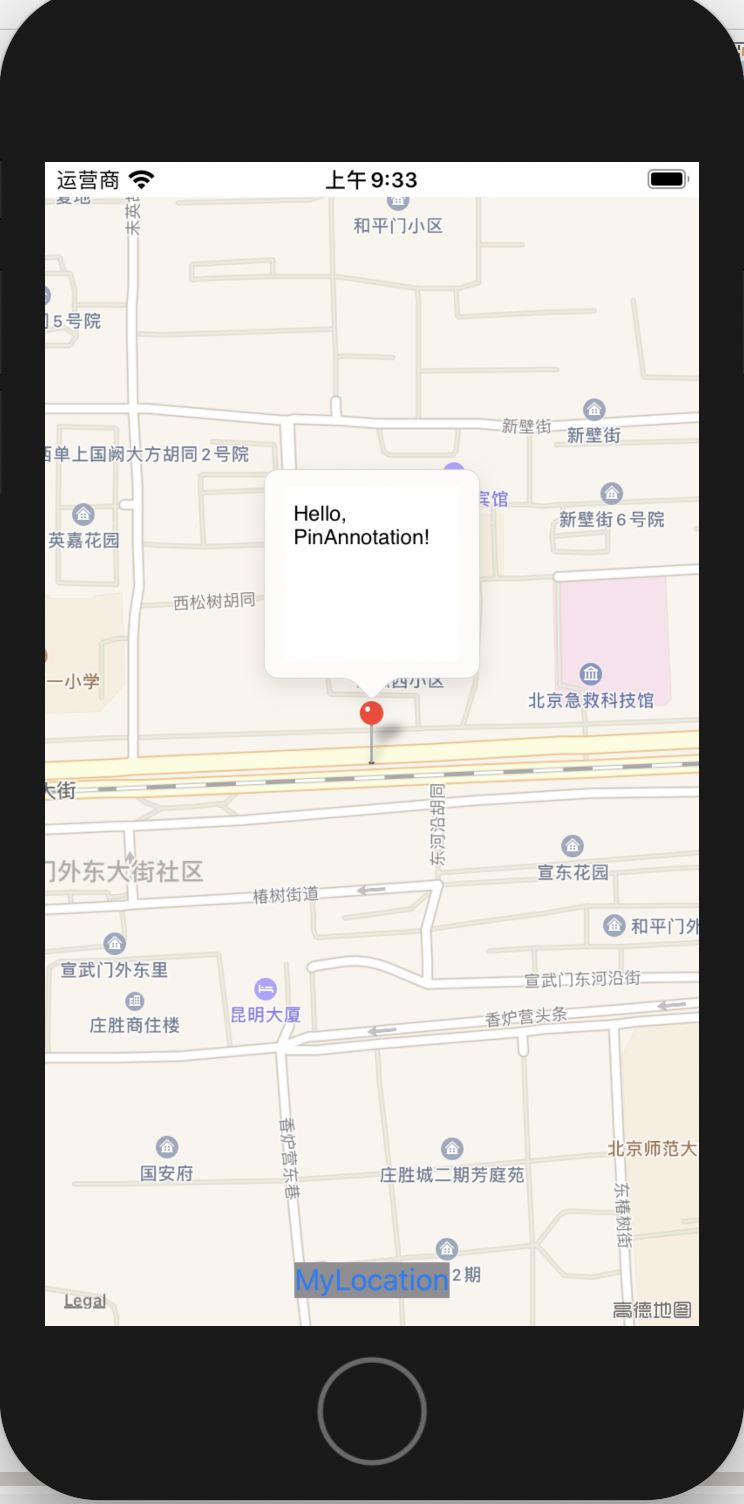 运营商
上午9:33
和平门小区
5号院
新壁街
新壁街
西单上国阙大方胡同2号院
宾馆
新壁街6号院
英嘉花园
Hello,
PinAnnotation!
西松树胡同
西小区
一小学
北京急救科技馆
大街
东河沿胡同
门外东大街社区
宣东花园
椿树街道
和平门外
宣武门外东里
宣武门东河沿街
昆明大厦
庄胜商住楼
香炉营头条
香炉营东巷
国安府
庄胜城二期芳庭苑
北京师范大
东椿树街
MyLocation
2期
Legal
高德地图